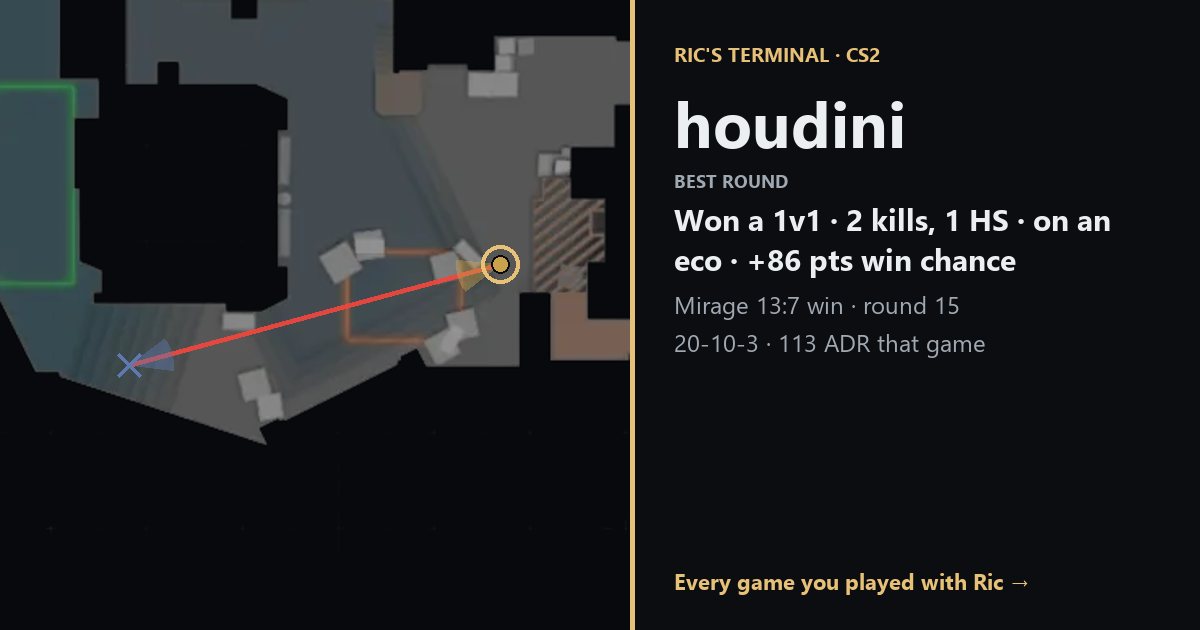 RIC'S TERMINAL · CS2
houdini
BEST ROUND
Won a 1v1 · 2 kills, 1 HS · on an
eco · +86 pts win chance
Mirage 13:7 win · round 15
20-10-3 · 113 ADR that game
Every game you played with Ric →